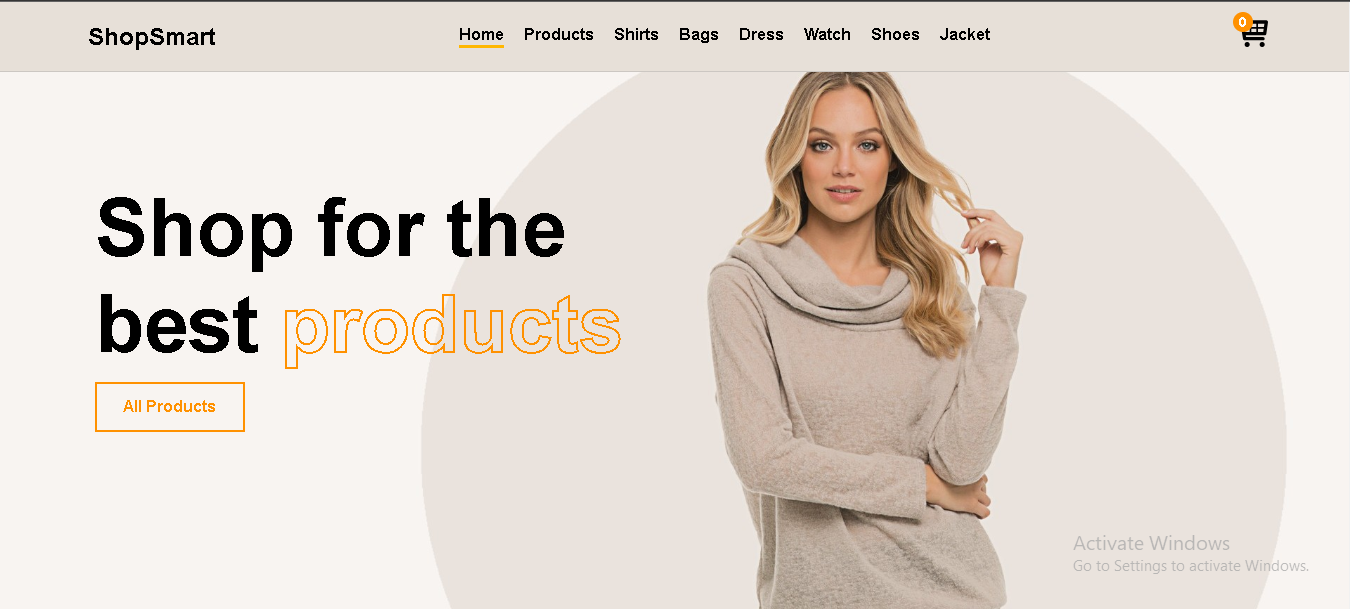 ShopSmart
Home Products Shirts Bags Dress Watch Shoes Jacket
0
Shop for the
best products
All Products
Activate Windows
Go to Settings to activate Windows.